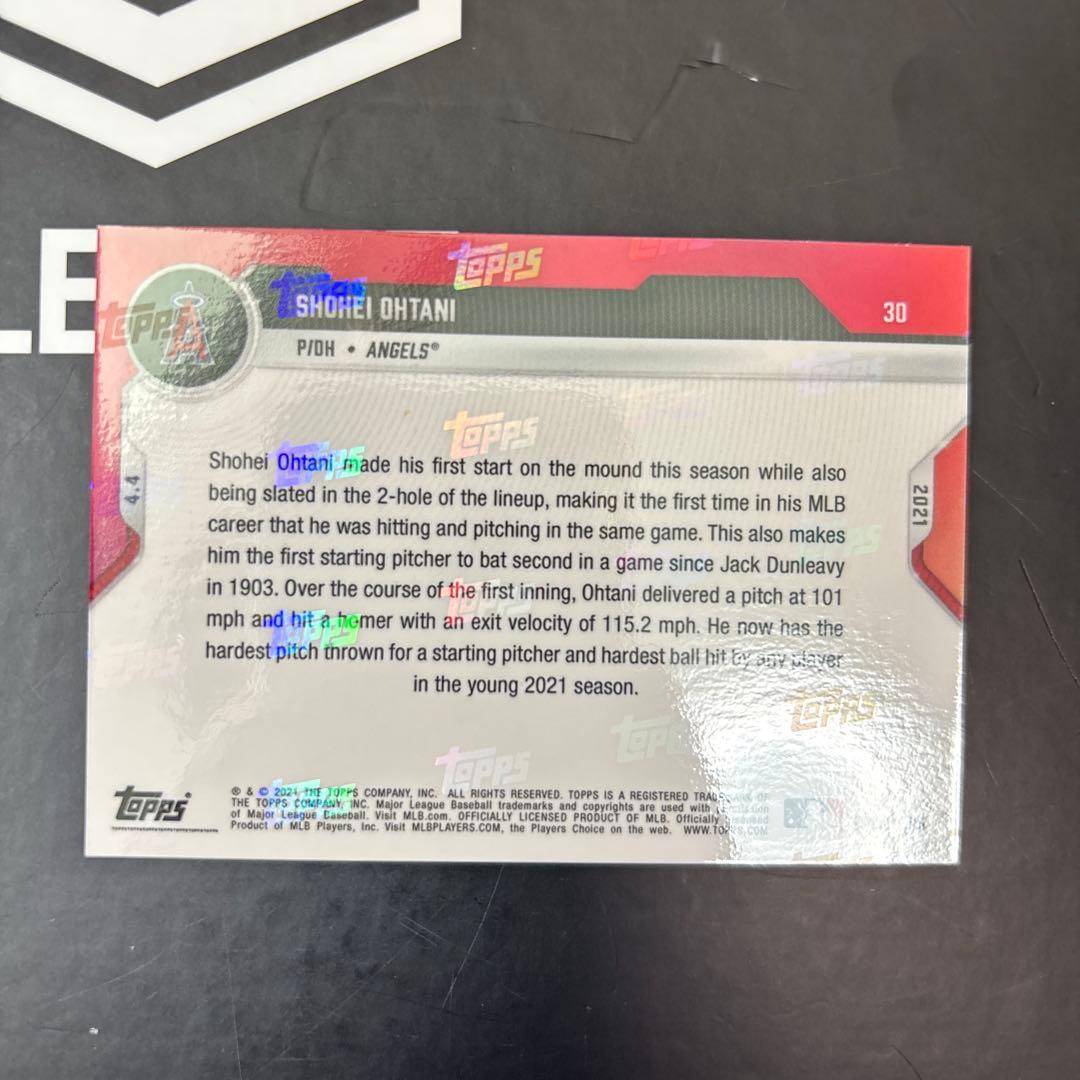 LE
SHOHEI OHTANI
30
P/DH • ANGELS®
4.4
2021
Shohei Ohtani made his first start on the mound this season while also
being slated in the 2-hole of the lineup, making it the first time in his MLB
career that he was hitting and pitching in the same game. This also makes
him the first starting pitcher to bat second in a game since Jack Dunleavy
in 1903. Over the course of the first inning, Ohtani delivered a pitch at 101
mph and hit a homer with an exit velocity of 115.2 mph. He now has the
hardest pitch thrown for a starting pitcher and hardest ball hit by any player
in the young 2021 season.
Topps
® & © 2021 THE TOPPS COMPANY, INC. ALL RIGHTS RESERVED. TOPPS IS A REGISTERED TRADEMARK OF
THE TOPPS COMPANY, INC. Major League Baseball trademarks and copyrights are used with permission
of Major League Baseball. Visit MLB.com. OFFICIALLY LICENSED PRODUCT OF MLB. Officially Licensed
Product of MLB Players, Inc. Visit MLBPLAYERS.COM, the Players Choice on the web. WWW.TOPPS.COM